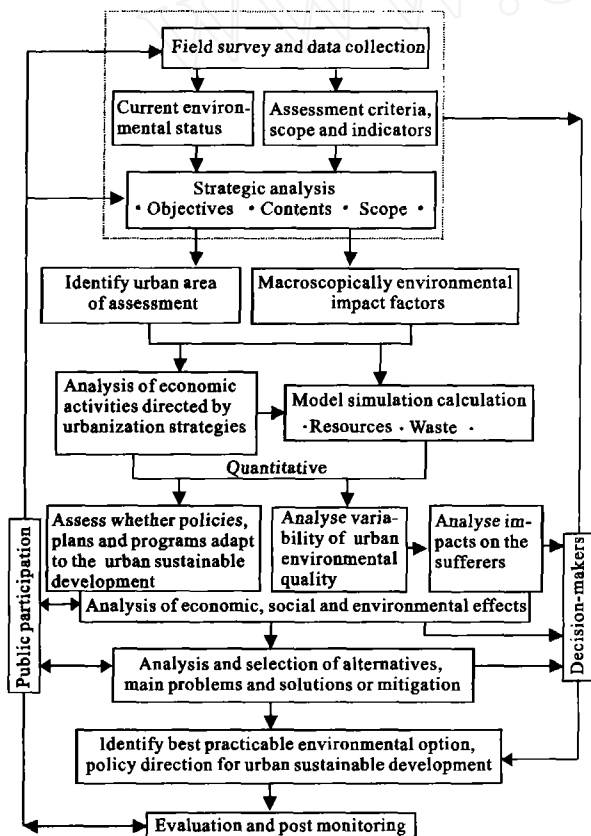 Field survey and data collection
Current environ-
mental status
Assessment criteria,
scope and indicators
Strategic analysis
· Objectives · Contents · Scope ·
Identify urban area
of assessment
Macroscopically environmental
impact factors
Analysis of economic
activities directed by
urbanization strategies
Model simulation calculation
·Resources · Waste ·
Quantitative
Assess whether policies,
plans and programs adapt
to the urban sustainable
development
Analyse varia-
bility of urban
environmental
quality
Analyse im-
pacts on the
sufferers
Analysis of economic, social and environmental effects
Public participation
Decision-makers
Analysis and selection of alternatives,
main problems and solutions or mitigation
Identify best practicable environmental option,
policy direction for urban sustainable development
Evaluation and post monitoring